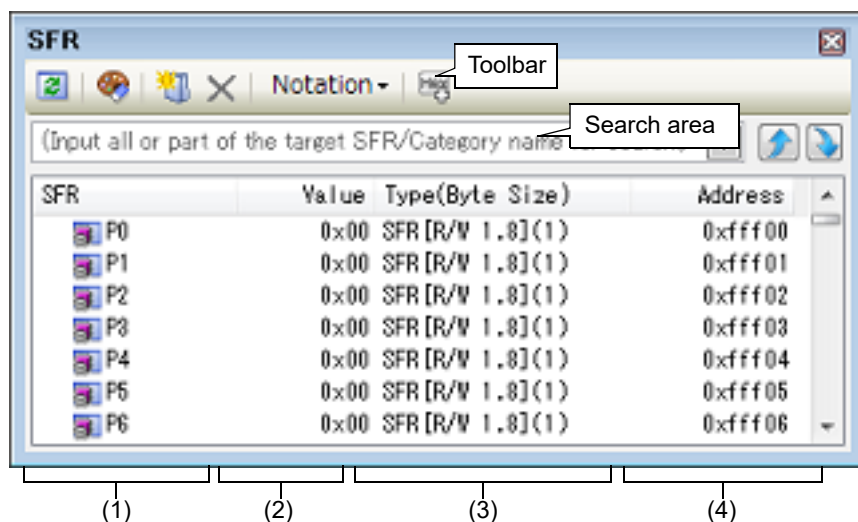 SFR
Notation
Toolbar
(Input all or part of the target SFR/Category name
Search area
SFR Value Type(Byte Size) Address
P0 0x00 SFR[R/W 1.8](1) 0xfff00
P1 0x00 SFR[R/W 1.8](1) 0xfff01
P2 0x00 SFR[R/W 1.8](1) 0xfff02
P3 0x00 SFR[R/W 1.8](1) 0xfff03
P4 0x00 SFR[R/W 1.8](1) 0xfff04
P5 0x00 SFR[R/W 1.8](1) 0xfff05
P6 0x00 SFR[R/W 1.8](1) 0xfff06
(1) (2) (3) (4)